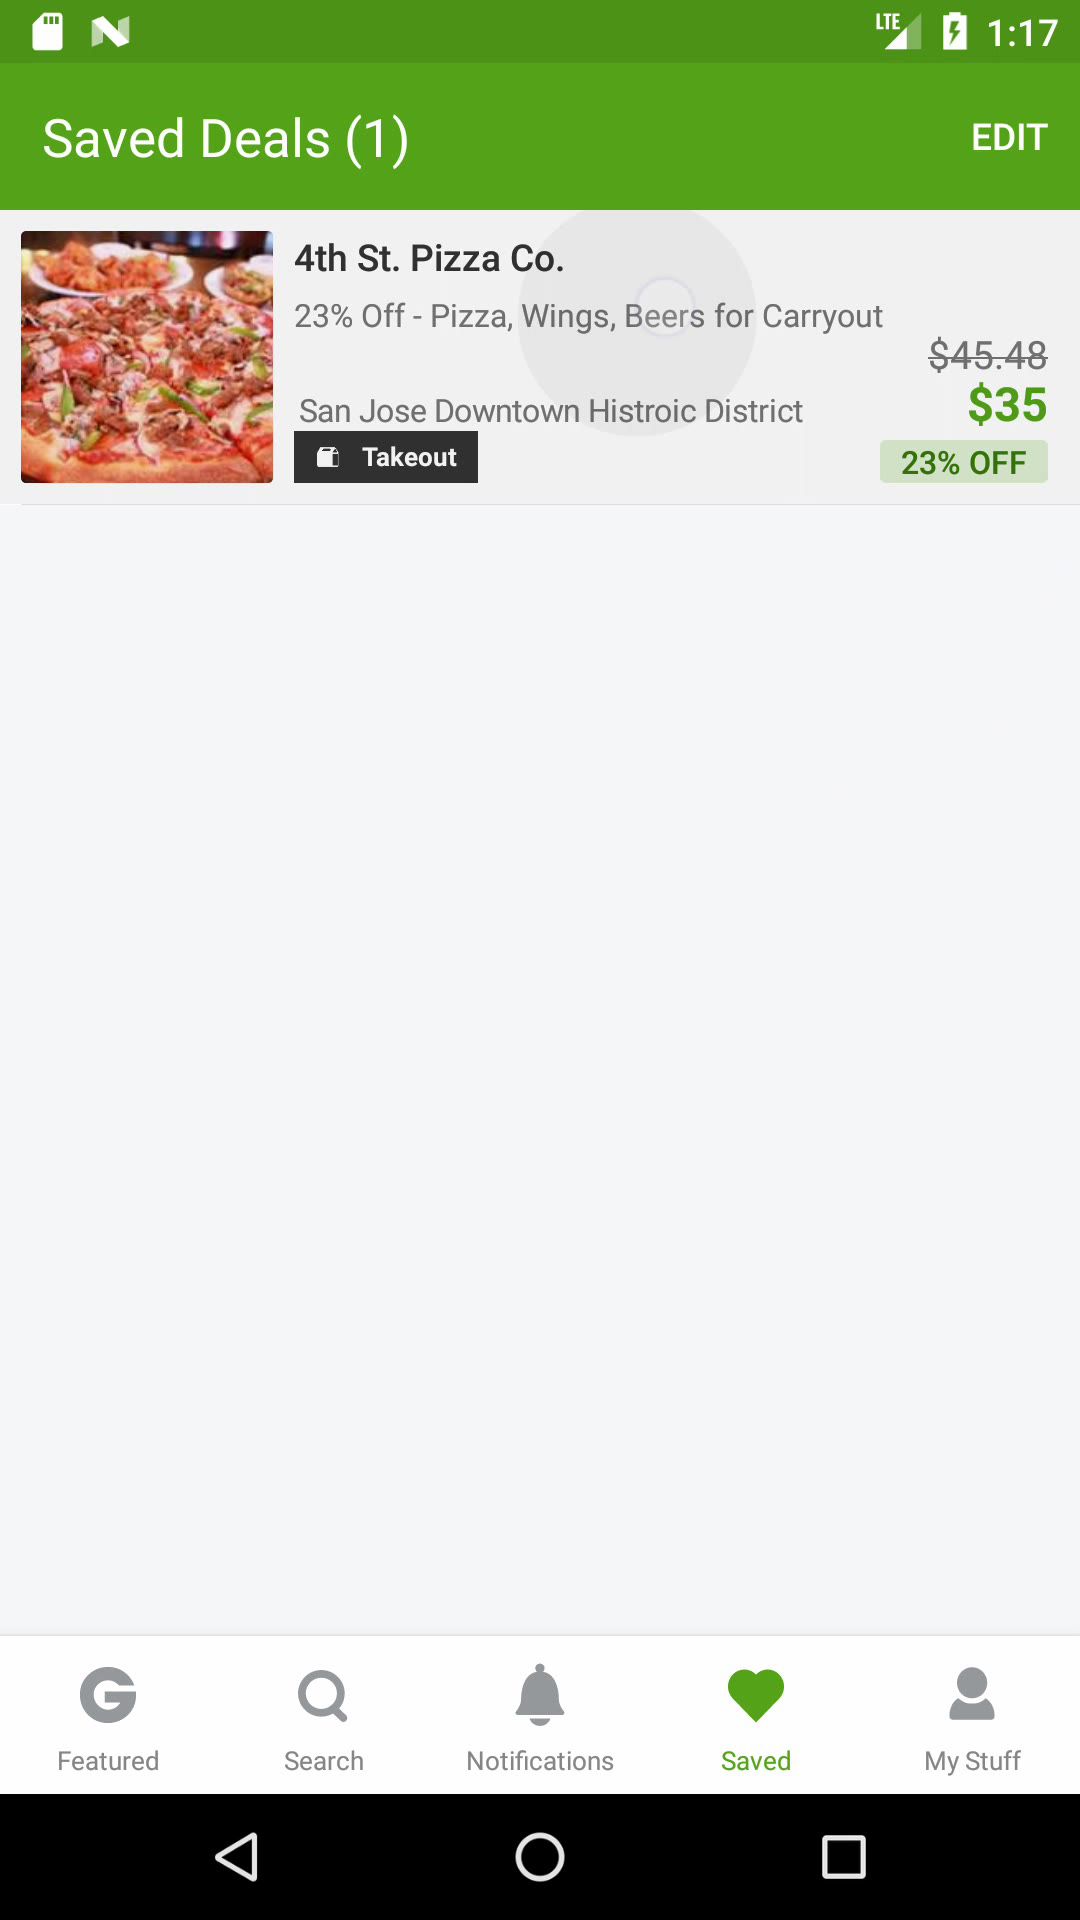 LTE 1:17
Saved Deals (1) EDIT
4th St. Pizza Co.
23% Off - Pizza, Wings, Beers for Carryout
$45.48
San Jose Downtown Histroic District $35
Takeout 23% OFF
Featured Search Notifications Saved My Stuff